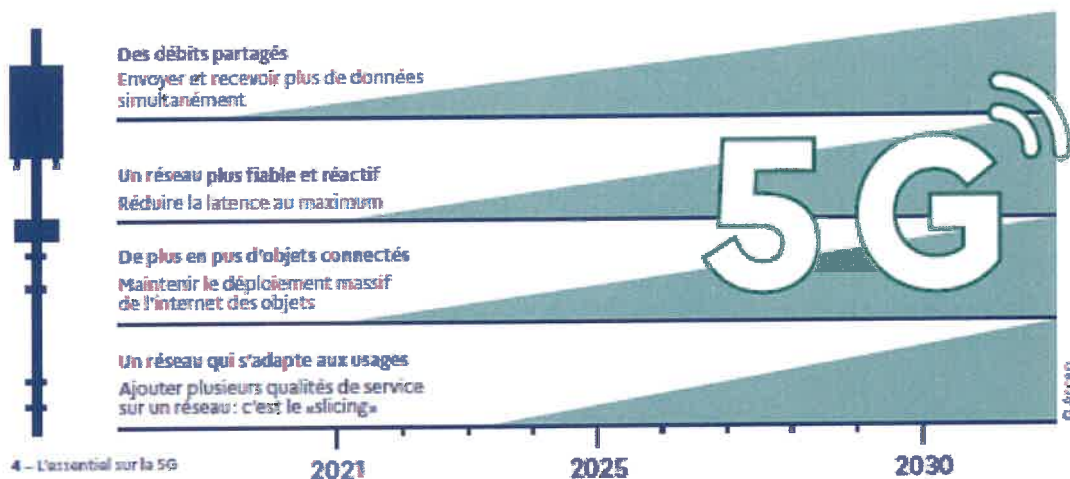 Des débits partagés
Envoyer et recevoir plus de données
simultanément
Un réseau plus fiable et réactif
Réduire la latence au maximum
De plus en pus d'objets connectés
Maintenir le déploiement massif
de l'internet des objets
Un réseau qui s'adapte aux usages
Ajouter plusieurs qualités de service
sur un réseau : c'est le «slicing»
5G
2021
2025
2030
4 – L'essentiel sur la 5G